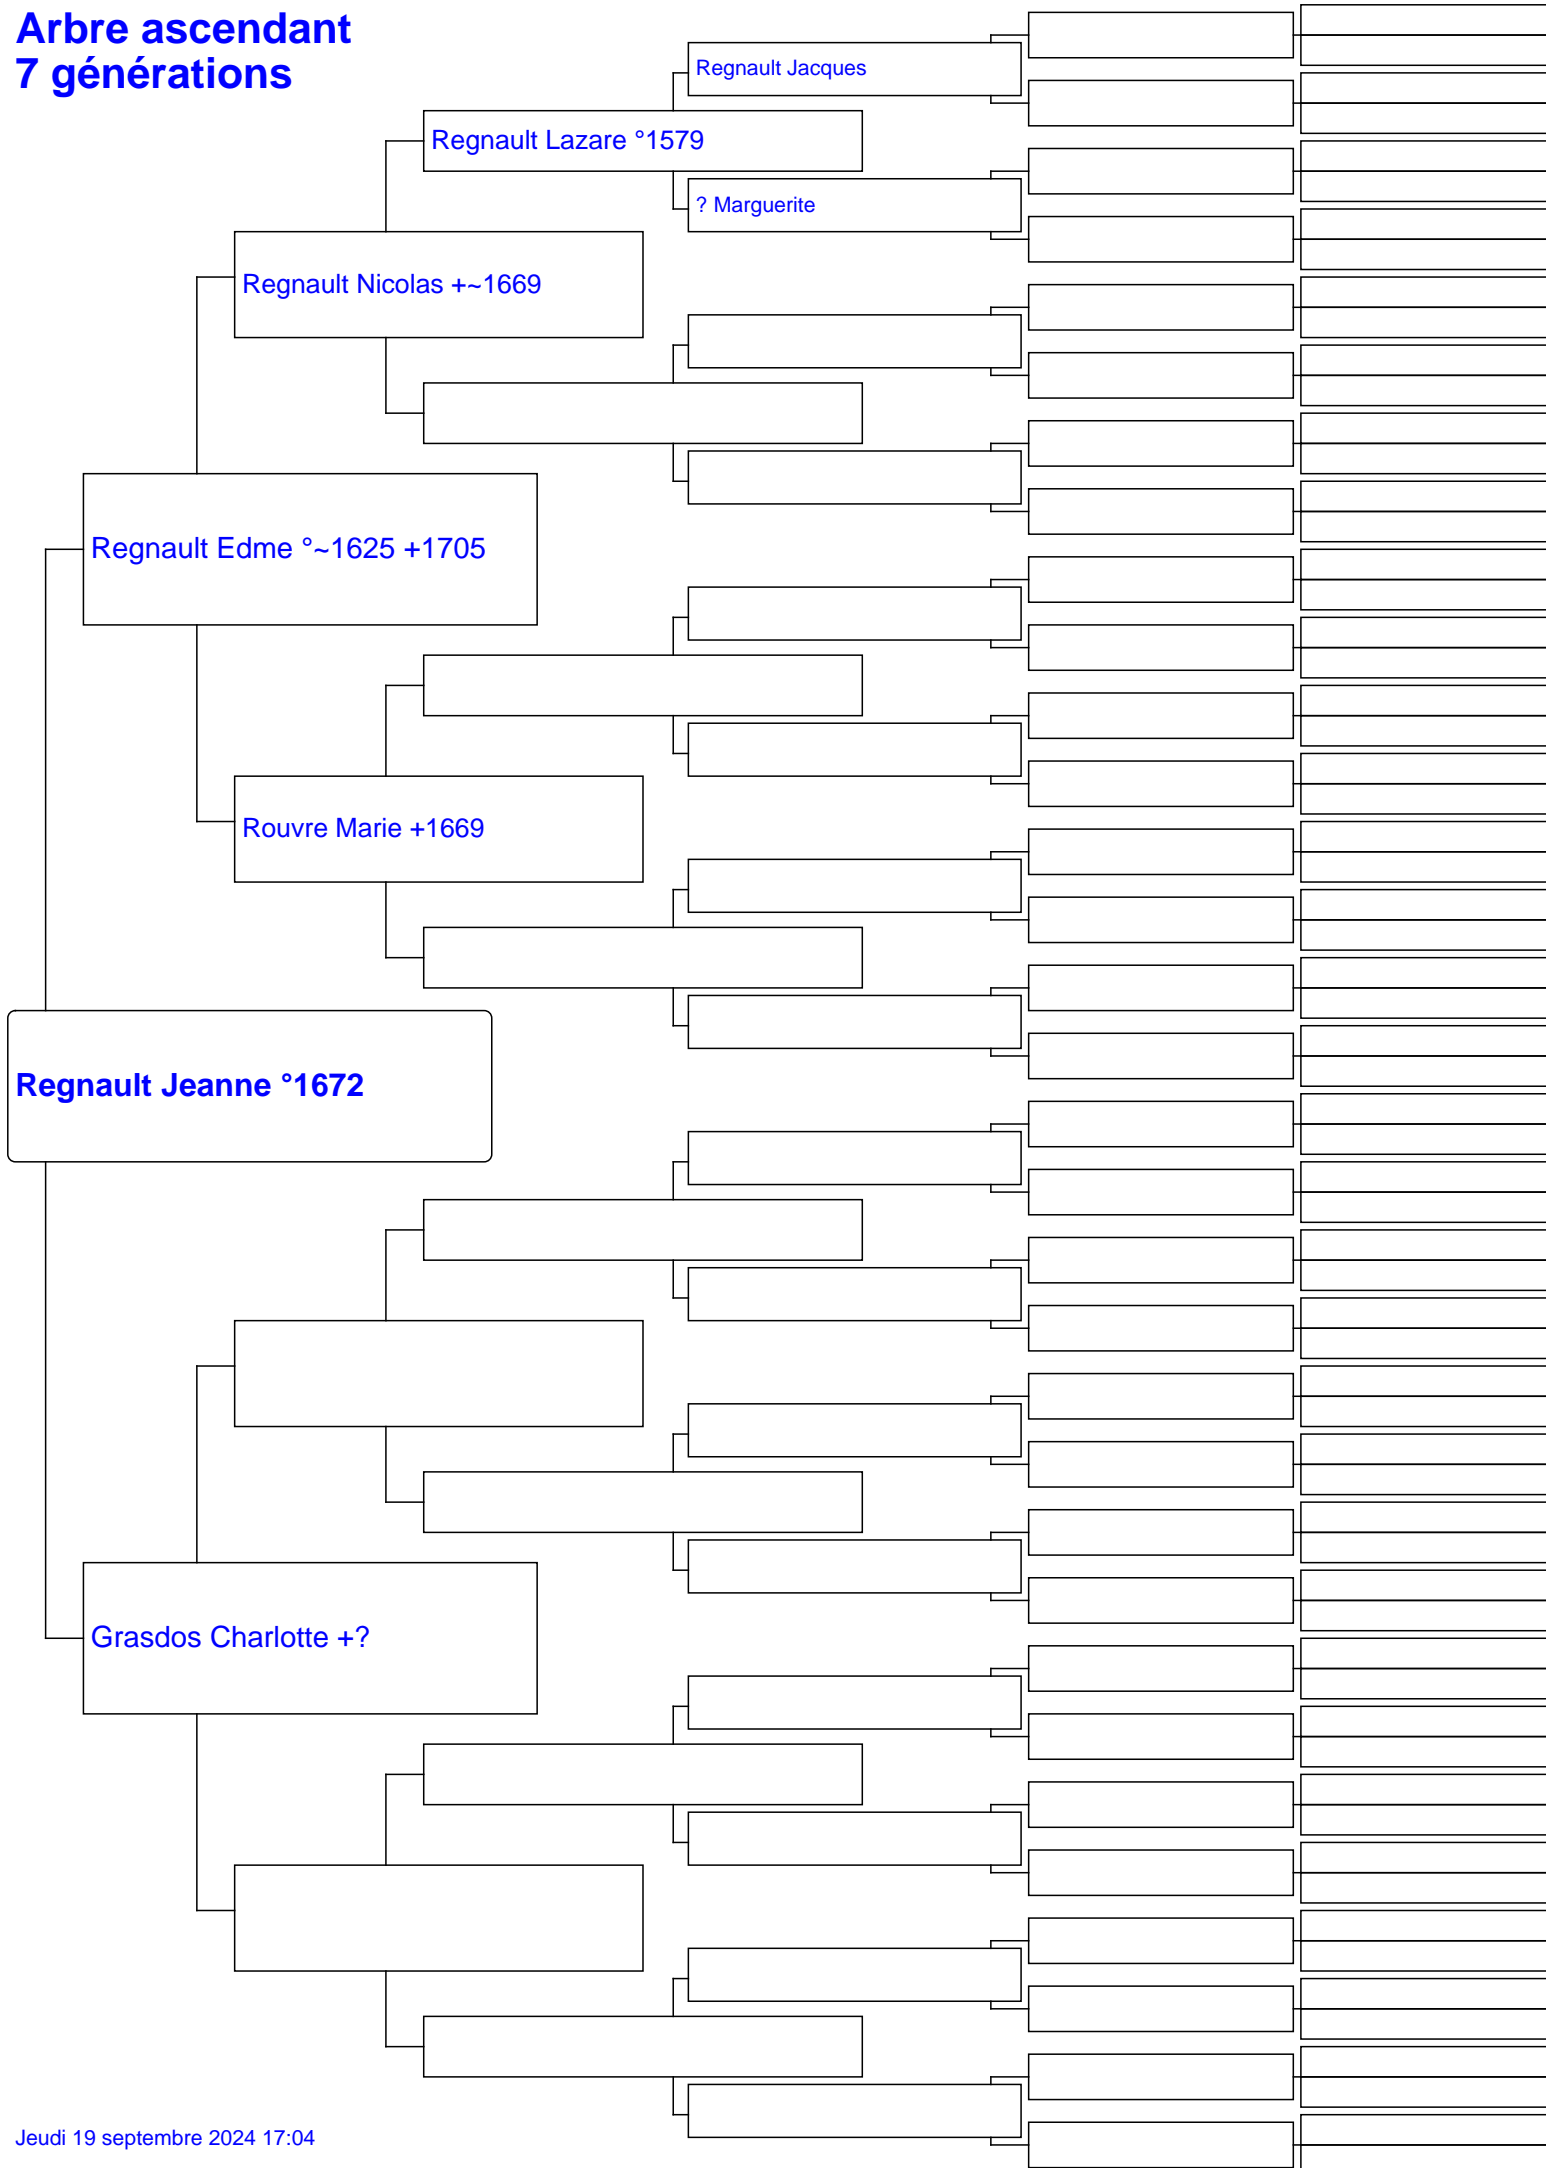 Arbre ascendant
7 générations
Regnault Jacques
Regnault Lazare °1579
? Marguerite
Regnault Nicolas +~1669
Regnault Edme °~1625 +1705
Rouvre Marie +1669
Regnault Jeanne °1672
Grasdos Charlotte +?
Jeudi 19 septembre 2024 17:04